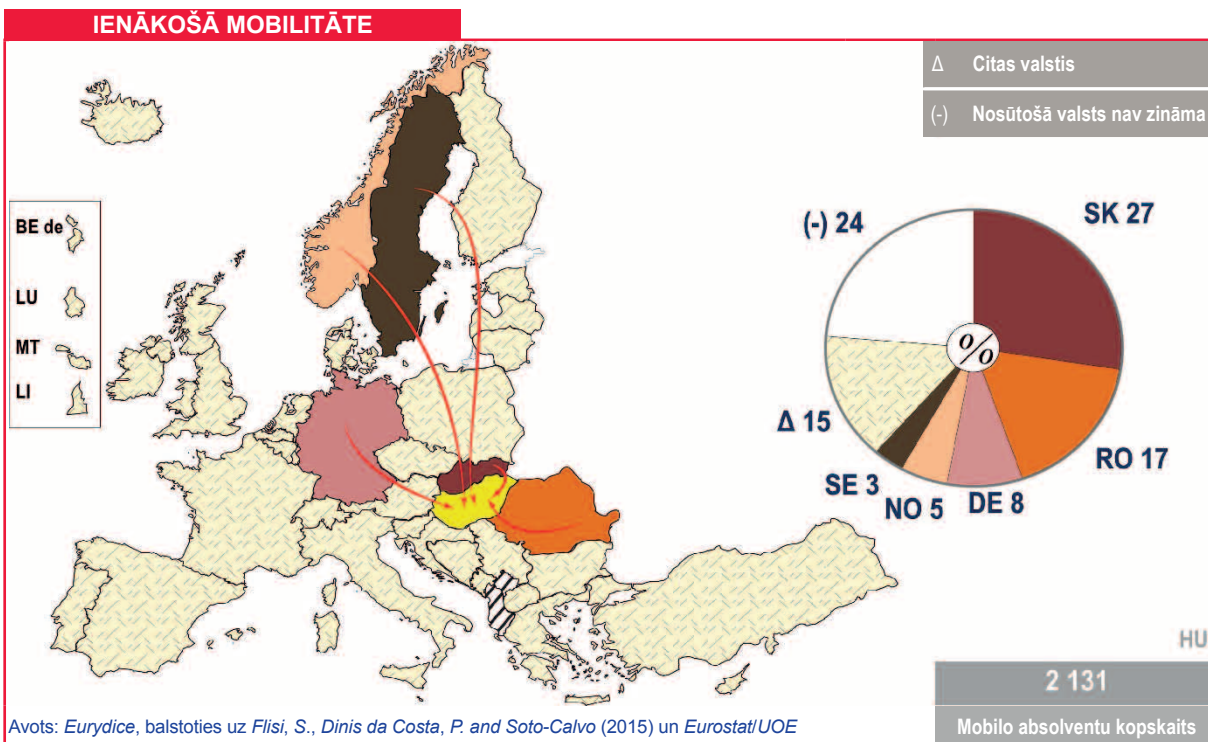 IENĀKOŠĀ MOBILITĀTE
Δ Citas valstis
(-) Nosūtošā valsts nav zināma
BE de
LU
MT
LI
(-) 24
SK 27
%
Δ 15
RO 17
SE 3
NO 5
DE 8
HU
2 131
Mobilo absolventu kopskaits
Avots: Eurydice, balstoties uz Flisi, S., Dinis da Costa, P. and Soto-Calvo (2015) un Eurostat/UOE